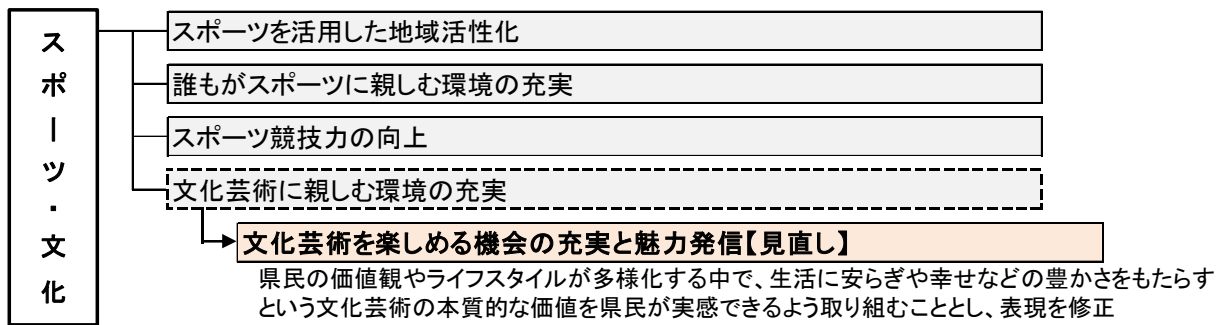 スポーツ・文化
スポーツを活用した地域活性化
誰もがスポーツに親しむ環境の充実
スポーツ競技力の向上
文化芸術に親しむ環境の充実
文化芸術を楽しめる機会の充実と魅力発信【見直し】
県民の価値観やライフスタイルが多様化する中で、生活に安らぎや幸せなどの豊かさをもたらす
という文化芸術の本質的な価値を県民が実感できるよう取り組むこととし、表現を修正